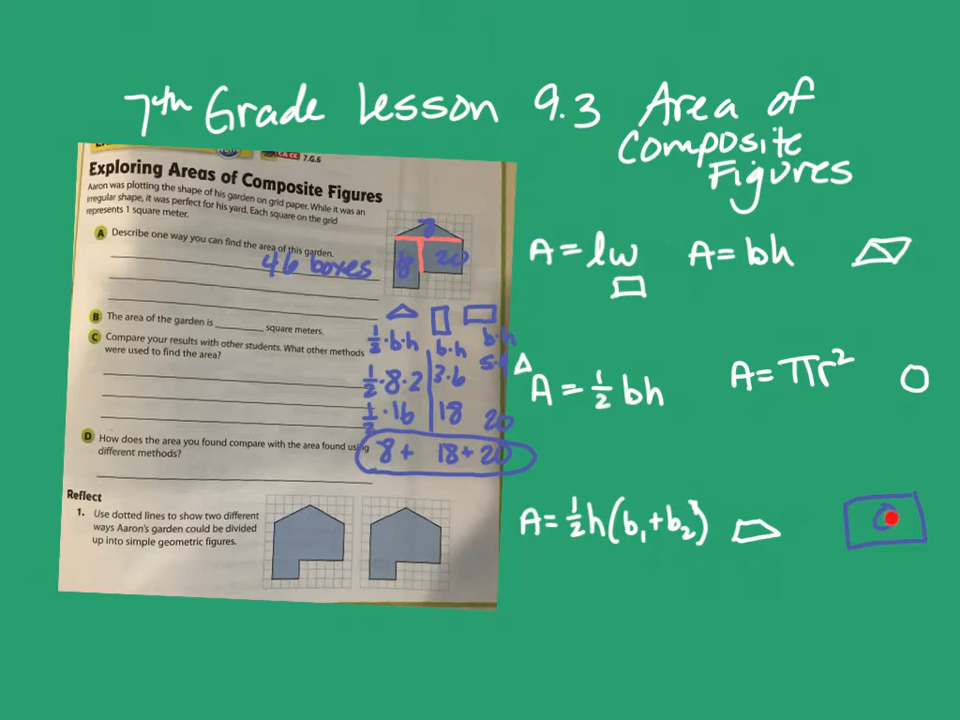 7th Grade Lesson 9.3 Area of
Composite
Figures
CA CC 7.G.6
Exploring Areas of Composite Figures
Aaron was plotting the shape of his garden on grid paper. While it was an
irregular shape, it was perfect for his yard. Each square on the grid
represents 1 square meter.
A Describe one way you can find the area of this garden.
46 boxes
18 20
B The area of the garden is ________ square meters.
C Compare your results with other students. What other methods
were used to find the area?
1/2 · b · h
b · h
b · h
1/2 · 8 · 2
3 · 6
1/2 · 16
18
20
8 + 18 + 20
D How does the area you found compare with the area found using
different methods?
Reflect
1. Use dotted lines to show two different
ways Aaron's garden could be divided
up into simple geometric figures.
A = lw
A = bh
A = 1/2 bh
A = πr²
A = 1/2 h(b₁ + b₂)